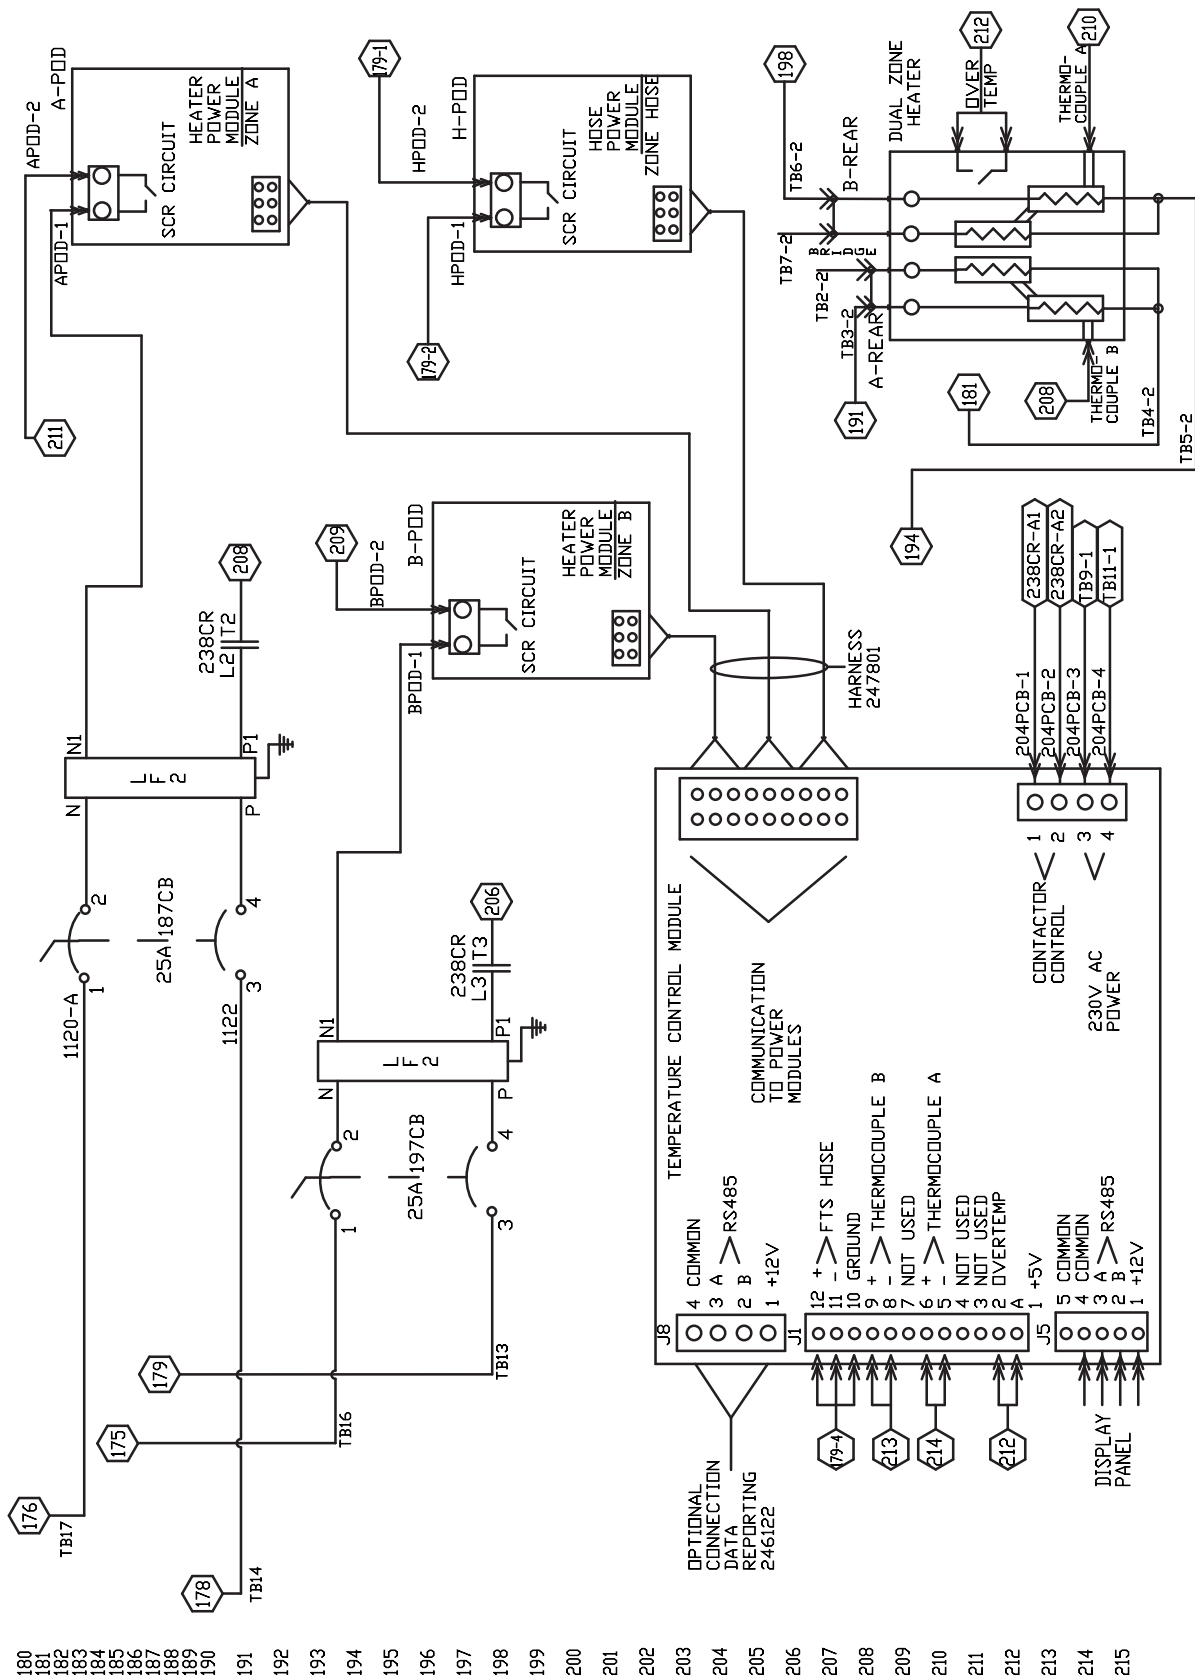 180
181
182
183
184
185
186
187
188
189
190
191
192
193
194
195
196
197
198
199
200
201
202
203
204
205
206
207
208
209
210
211
212
213
214
215
176
TB17
178
TB14
1120-A
1
2
25A 187CB
1122
3
4
N
N1
LF2
P
P1
238CR
L2 T2
208
211
APOD-1
APOD-2
A-POD
SCR CIRCUIT
HEATER
POWER
MODULE
ZONE A
175
TB16
179
TB13
1
2
25A 197CB
3
4
N
N1
LF2
P
P1
238CR
L3 T3
206
209
BPOD-1
BPOD-2
B-POD
SCR CIRCUIT
HEATER
POWER
MODULE
ZONE B
179-1
179-2
HPOD-1
HPOD-2
H-POD
SCR CIRCUIT
HOSE
POWER
MODULE
ZONE HOSE
HARNESS
247801
TEMPERATURE CONTROL MODULE
COMMUNICATION
TO POWER
MODULES
OPTIONAL
CONNECTION
DATA
REPORTING
246122
J8
4 COMMON
3 A
RS485
2 B
1 +12V
J1
12 +
FTS HOSE
11 -
10 GROUND
9 +
THERMOCOUPLE B
8 -
7 NOT USED
6 +
THERMOCOUPLE A
5 -
4 NOT USED
3 NOT USED
2 OVERTEMP
A
1 +5V
179-4
213
214
212
J5
5 COMMON
4 COMMON
3 A
RS485
2 B
1 +12V
DISPLAY
PANEL
CONTACTOR
CONTROL
1
2
230V AC
POWER
3
4
204PCB-1
204PCB-2
204PCB-3
204PCB-4
238CR-A1
238CR-A2
TB9-1
TB11-1
198
TB6-2
TB7-2
BRIDGE
B-REAR
TB2-2
TB3-2
A-REAR
191
DUAL ZONE
HEATER
OVER
TEMP
212
THERMO-
COUPLE A
210
181
208
THERMO-
COUPLE B
TB4-2
194
TB5-2